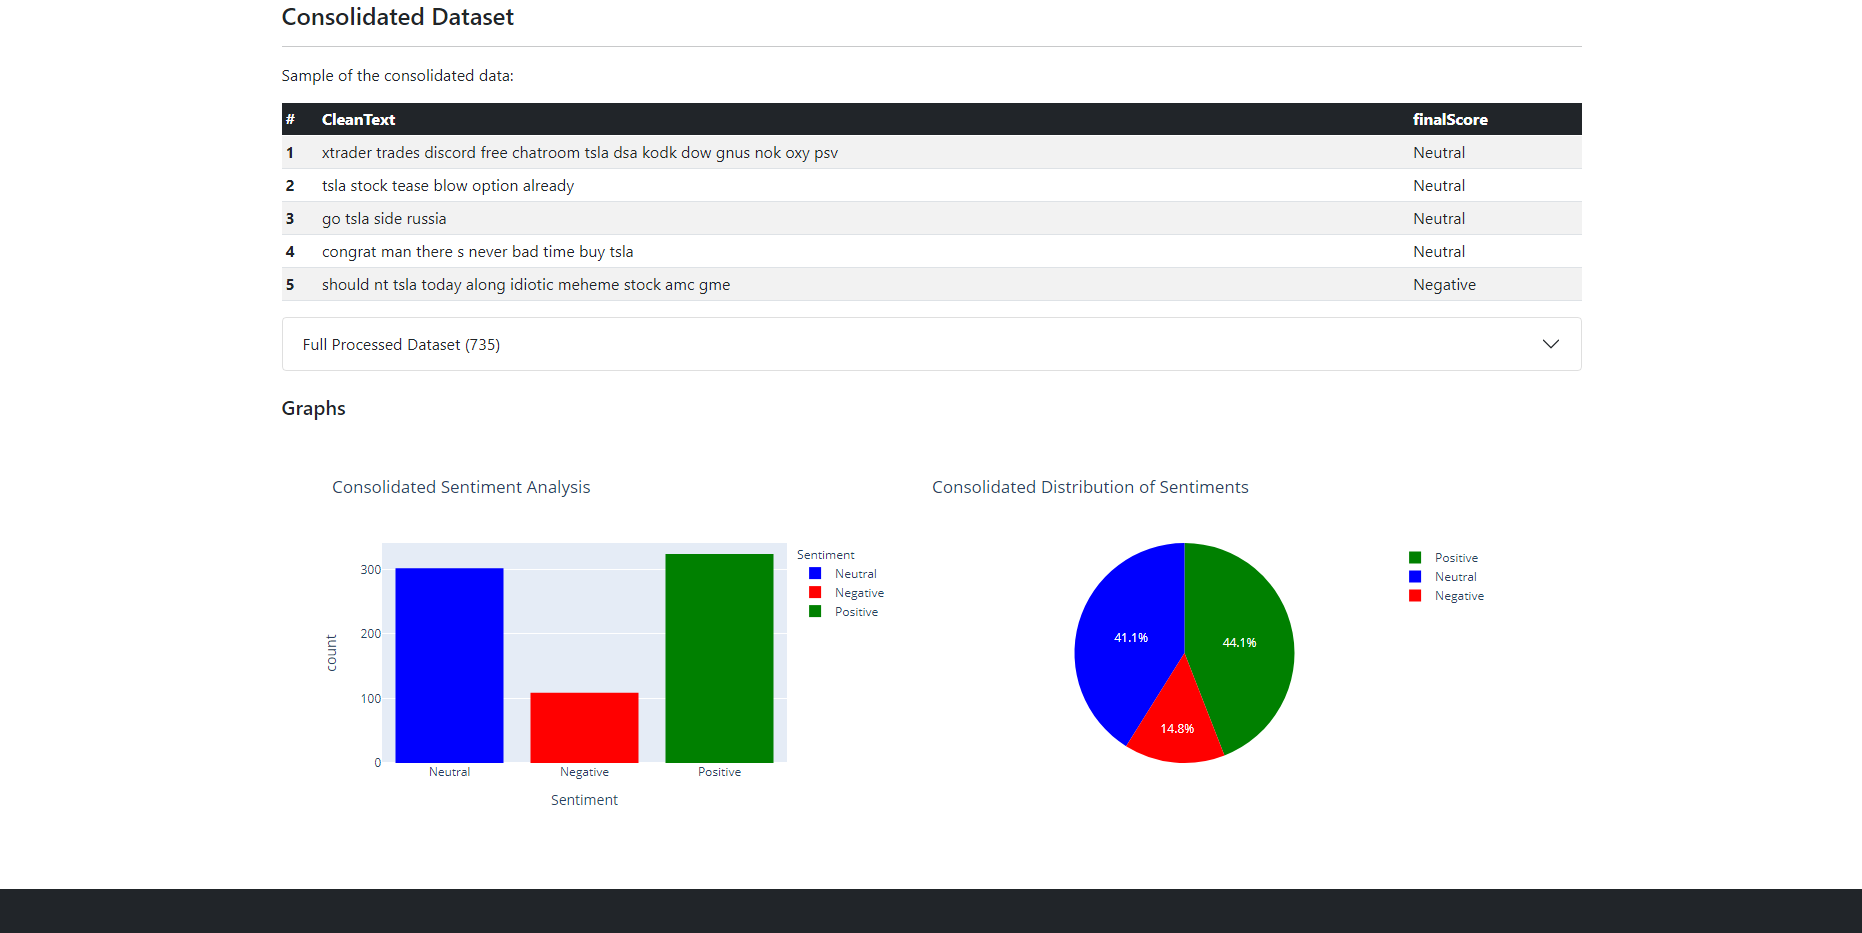 Consolidated Dataset
Sample of the consolidated data:
# CleanText finalScore
1 xtrader trades discord free chatroom tsla dsa kodk dow gnus nok oxy psv Neutral
2 tsla stock tease blow option already Neutral
3 go tsla side russia Neutral
4 congrat man there s never bad time buy tsla Neutral
5 should nt tsla today along idiotic meheme stock amc gme Negative
Full Processed Dataset (735)
Graphs
Consolidated Sentiment Analysis
300
200
100
0
count
Neutral Negative Positive
Sentiment
Sentiment
Neutral
Negative
Positive
Consolidated Distribution of Sentiments
41.1%
44.1%
14.8%
Positive
Neutral
Negative